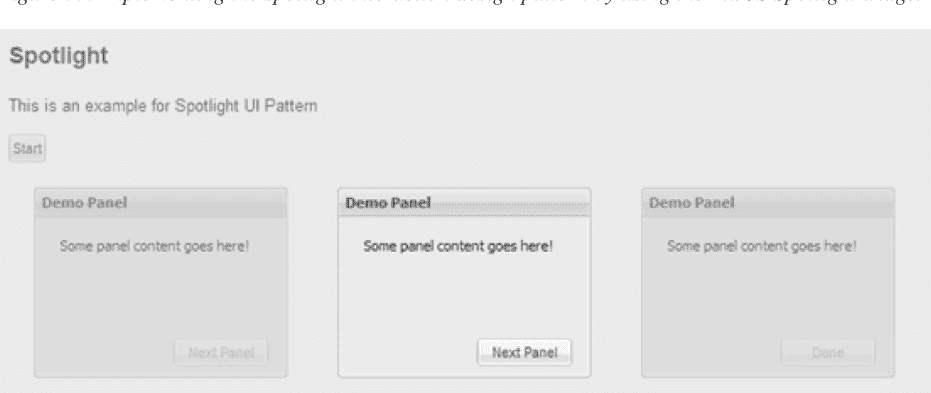 Spotlight
This is an example for Spotlight UI Pattern
Start
Demo Panel
Some panel content goes here!
Next Panel
Demo Panel
Some panel content goes here!
Next Panel
Demo Panel
Some panel content goes here!
Done